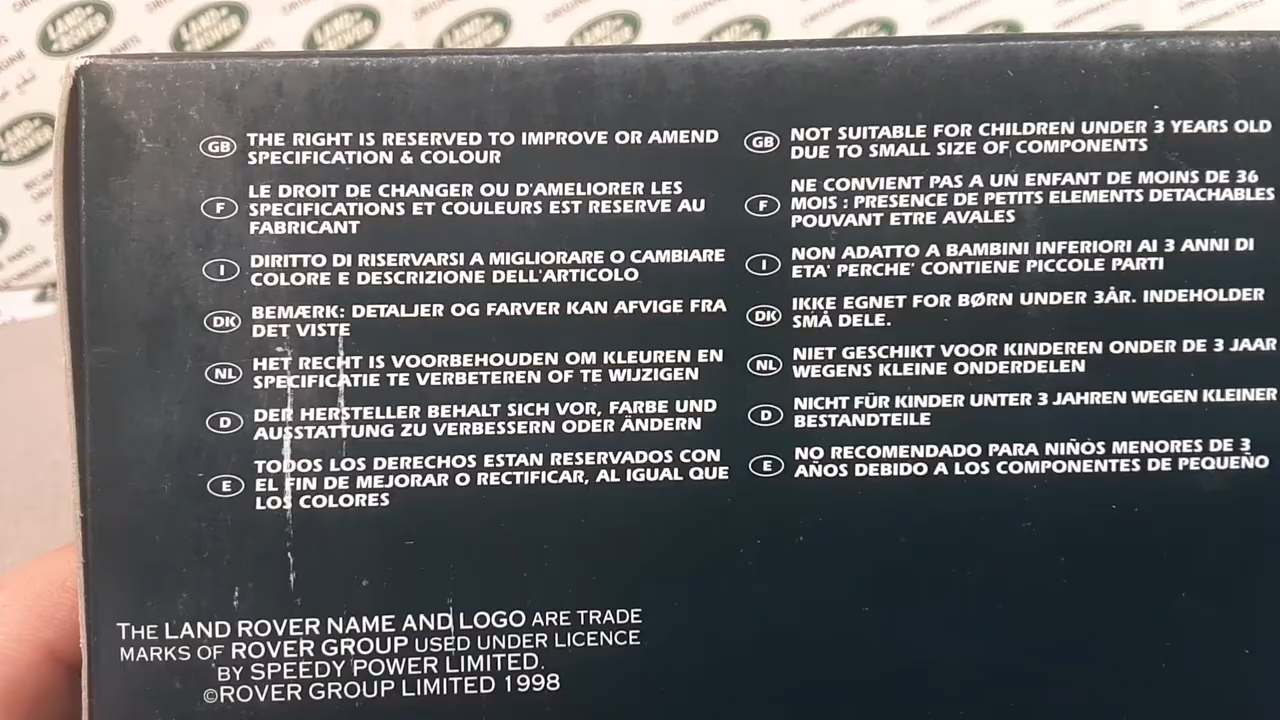 GB THE RIGHT IS RESERVED TO IMPROVE OR AMEND
SPECIFICATION & COLOUR
F LE DROIT DE CHANGER OU D'AMELIORER LES
SPECIFICATIONS ET COULEURS EST RESERVE AU
FABRICANT
I DIRITTO DI RISERVARSI A MIGLIORARE O CAMBIARE
COLORE E DESCRIZIONE DELL'ARTICOLO
DK BEMÆRK: DETALJER OG FARVER KAN AFVIGE FRA
DET VISTE
NL HET RECHT IS VOORBEHOUDEN OM KLEUREN EN
SPECIFICATIE TE VERBETEREN OF TE WIJZIGEN
D DER HERSTELLER BEHALT SICH VOR, FARBE UND
AUSSTATTUNG ZU VERBESSERN ODER ÄNDERN
E TODOS LOS DERECHOS ESTAN RESERVADOS CON
EL FIN DE MEJORAR O RECTIFICAR, AL IGUAL QUE
LOS COLORES
GB NOT SUITABLE FOR CHILDREN UNDER 3 YEARS OLD
DUE TO SMALL SIZE OF COMPONENTS
F NE CONVIENT PAS A UN ENFANT DE MOINS DE 36
MOIS : PRESENCE DE PETITS ELEMENTS DETACHABLES
POUVANT ETRE AVALES
I NON ADATTO A BAMBINI INFERIORI AI 3 ANNI DI
ETA' PERCHE' CONTIENE PICCOLE PARTI
DK IKKE EGNET FOR BØRN UNDER 3ÅR. INDEHOLDER
SMÅ DELE.
NL NIET GESCHIKT VOOR KINDEREN ONDER DE 3 JAAR
WEGENS KLEINE ONDERDELEN
D NICHT FÜR KINDER UNTER 3 JAHREN WEGEN KLEINER
BESTANDTEILE
E NO RECOMENDADO PARA NIÑOS MENORES DE 3
AÑOS DEBIDO A LOS COMPONENTES DE PEQUEÑO
THE LAND ROVER NAME AND LOGO ARE TRADE
MARKS OF ROVER GROUP USED UNDER LICENCE
BY SPEEDY POWER LIMITED.
©ROVER GROUP LIMITED 1998
LAND ROVER
LAND ROVER
LAND ROVER